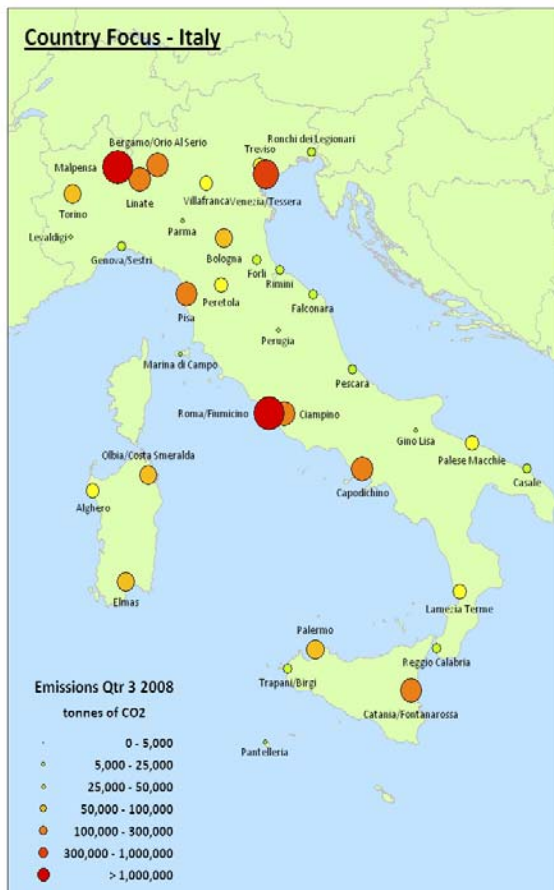 Country Focus - Italy
Ronchi dei Legionari
Bergamo/Orio Al Serio
Treviso
Malpensa
Linate
Villafranca
Venezia/Tessera
Torino
Parma
Levaldigi
Bologna
Genova/Sestri
Forli
Rimini
Peretola
Falconara
Pisa
Perugia
Marina di Campo
Pescara
Roma/Fiumicino
Ciampino
Gino Lisa
Palese Macchie
Olbia/Costa Smeralda
Capodichino
Casale
Alghero
Elmas
Lamezia Terme
Palermo
Reggio Calabria
Trapani/Birgi
Catania/Fontanarossa
Pantelleria
Emissions Qtr 3 2008
tonnes of CO2
0 - 5,000
5,000 - 25,000
25,000 - 50,000
50,000 - 100,000
100,000 - 300,000
300,000 - 1,000,000
> 1,000,000